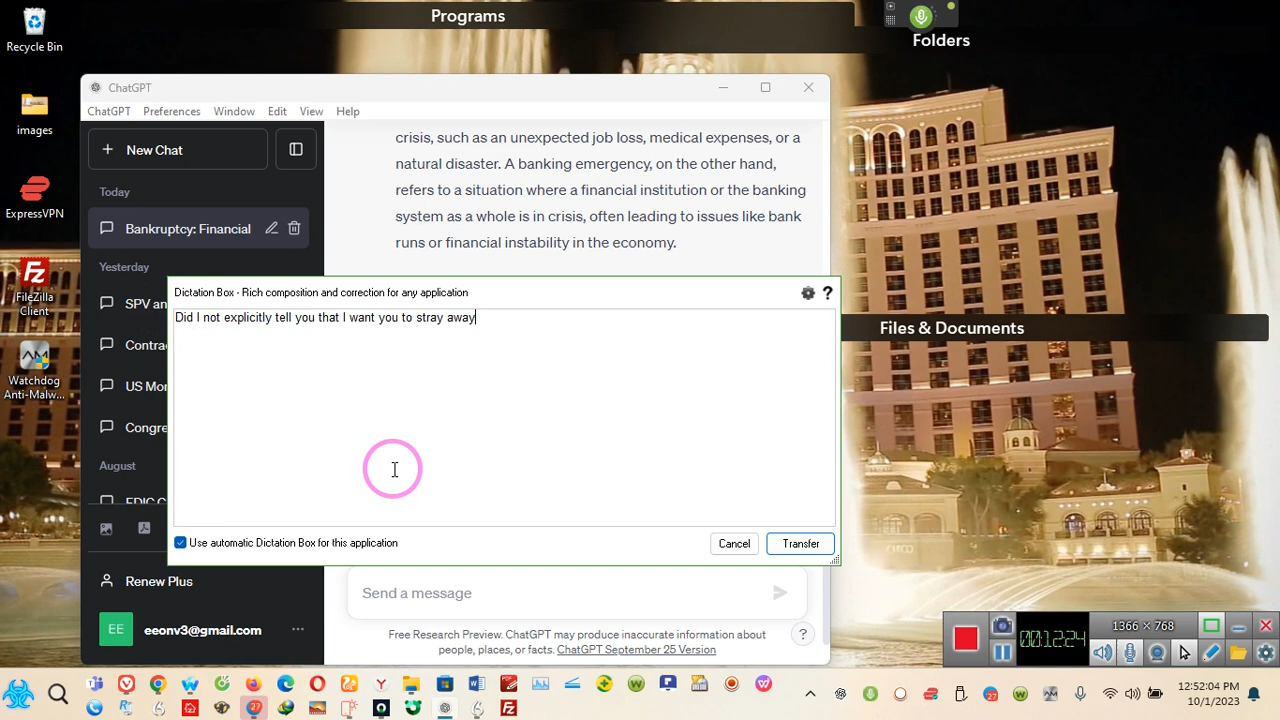 Programs
Folders
Recycle Bin
images
ExpressVPN
FileZilla
Client
Watchdog
Anti-Malw...
ChatGPT
ChatGPT Preferences Window Edit View Help
+ New Chat
Today
Bankruptcy: Financial
Yesterday
SPV an
Contra
US Mor
Congre
August
FDIC C
Renew Plus
EE eeonv3@gmail.com ...
crisis, such as an unexpected job loss, medical expenses, or a
natural disaster. A banking emergency, on the other hand,
refers to a situation where a financial institution or the banking
system as a whole is in crisis, often leading to issues like bank
runs or financial instability in the economy.
Dictation Box - Rich composition and correction for any application ?
Did I not explicitly tell you that I want you to stray away
Use automatic Dictation Box for this application
Cancel Transfer
Send a message
Free Research Preview. ChatGPT may produce inaccurate information about
people, places, or facts. ChatGPT September 25 Version
?
Files & Documents
1366 × 768
00:12:24
12:52:04 PM
10/1/2023